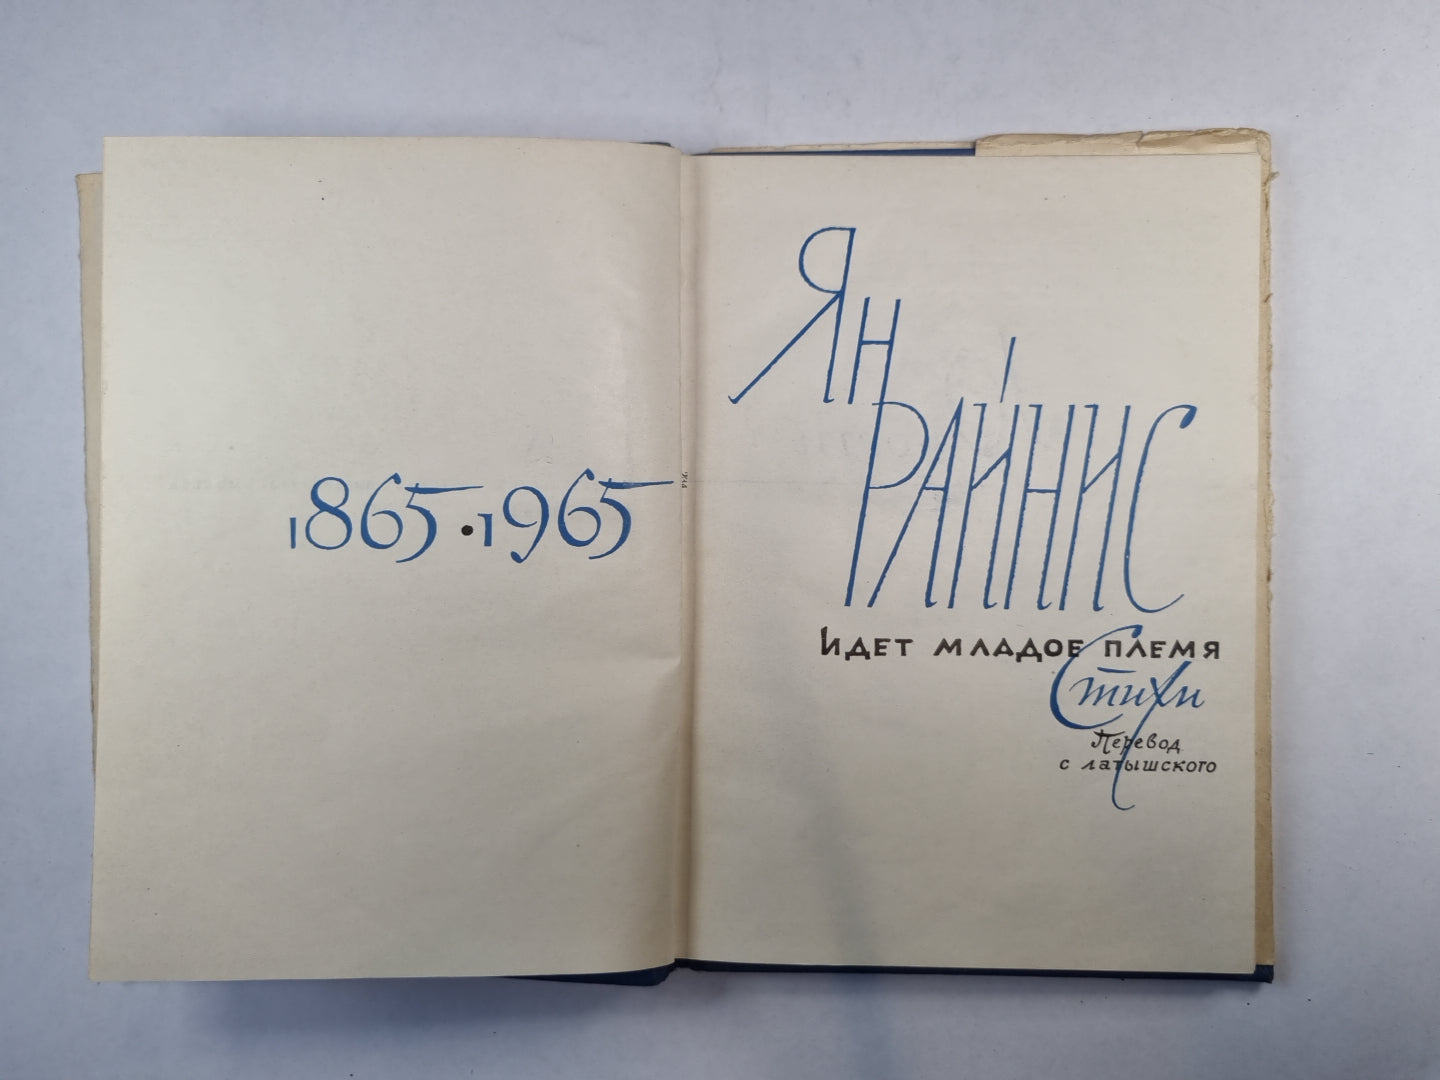 1865·1965
Ян
Райнис
Идет младое племя
Стихи
Перевод
с латышского